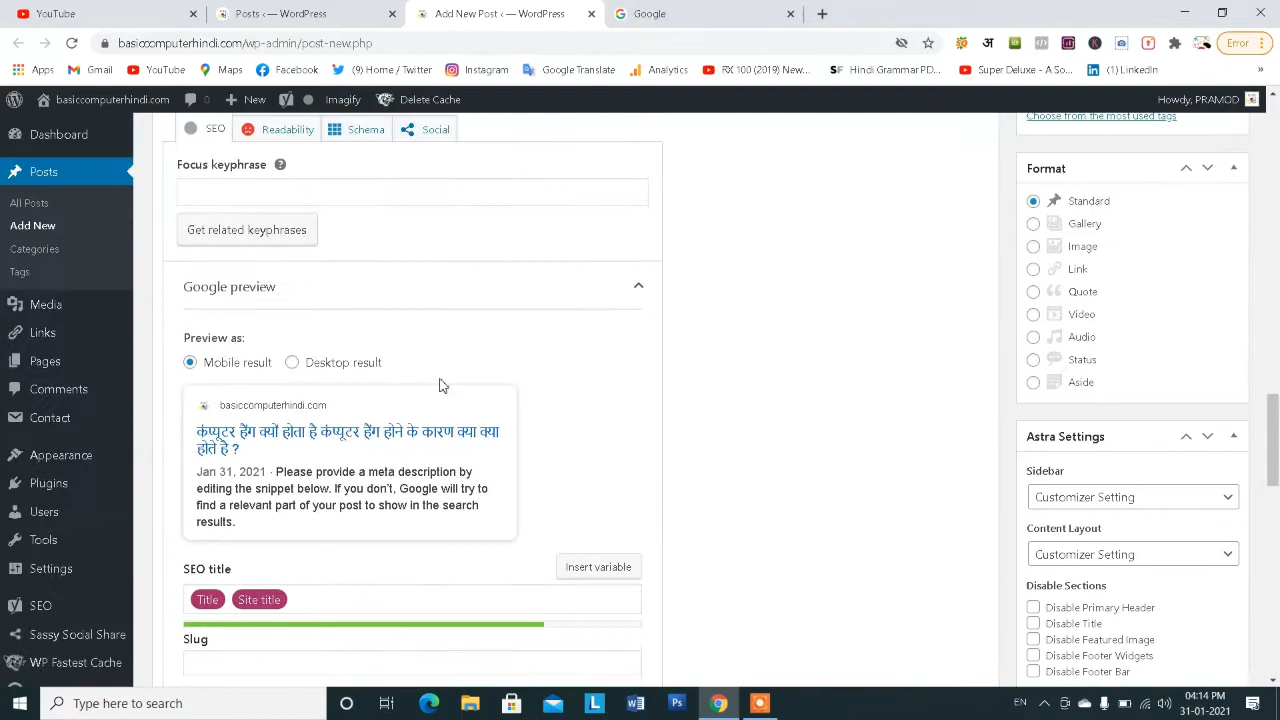 YouTube
Posts ‹ — WordPress
Add New Post ‹ — WordPress
Google
basiccomputerhindi.com/wp-admin/post-new.php
Error
Apps
Gmail
YouTube
Maps
Facebook
(9) Home / Twitter
Instagram
Google Translate
Analytics
RX 100 (2019) New...
Hindi Grammar PD...
Super Deluxe - A So...
(1) LinkedIn
basiccomputerhindi.com
0
New
Imagify
Delete Cache
Howdy, PRAMOD
Dashboard
Posts
All Posts
Add New
Categories
Tags
Media
Links
Pages
Comments
Contact
Appearance
Plugins
Users
Tools
Settings
SEO
Sassy Social Share
WP Fastest Cache
SEO
Readability
Schema
Social
Focus keyphrase
Get related keyphrases
Google preview
Preview as:
Mobile result
Desktop result
basiccomputerhindi.com
कंप्यूटर हैंग क्यों होता है कंप्यूटर हैंग होने के कारण क्या क्या
होते है ?
Jan 31, 2021 · Please provide a meta description by
editing the snippet below. If you don't, Google will try to
find a relevant part of your post to show in the search
results.
SEO title
Insert variable
Title
Site title
Slug
Choose from the most used tags
Format
Standard
Gallery
Image
Link
Quote
Video
Audio
Status
Aside
Astra Settings
Sidebar
Customizer Setting
Content Layout
Customizer Setting
Disable Sections
Disable Primary Header
Disable Title
Disable Featured Image
Disable Footer Widgets
Disable Footer Bar
Type here to search
EN
04:14 PM
31-01-2021